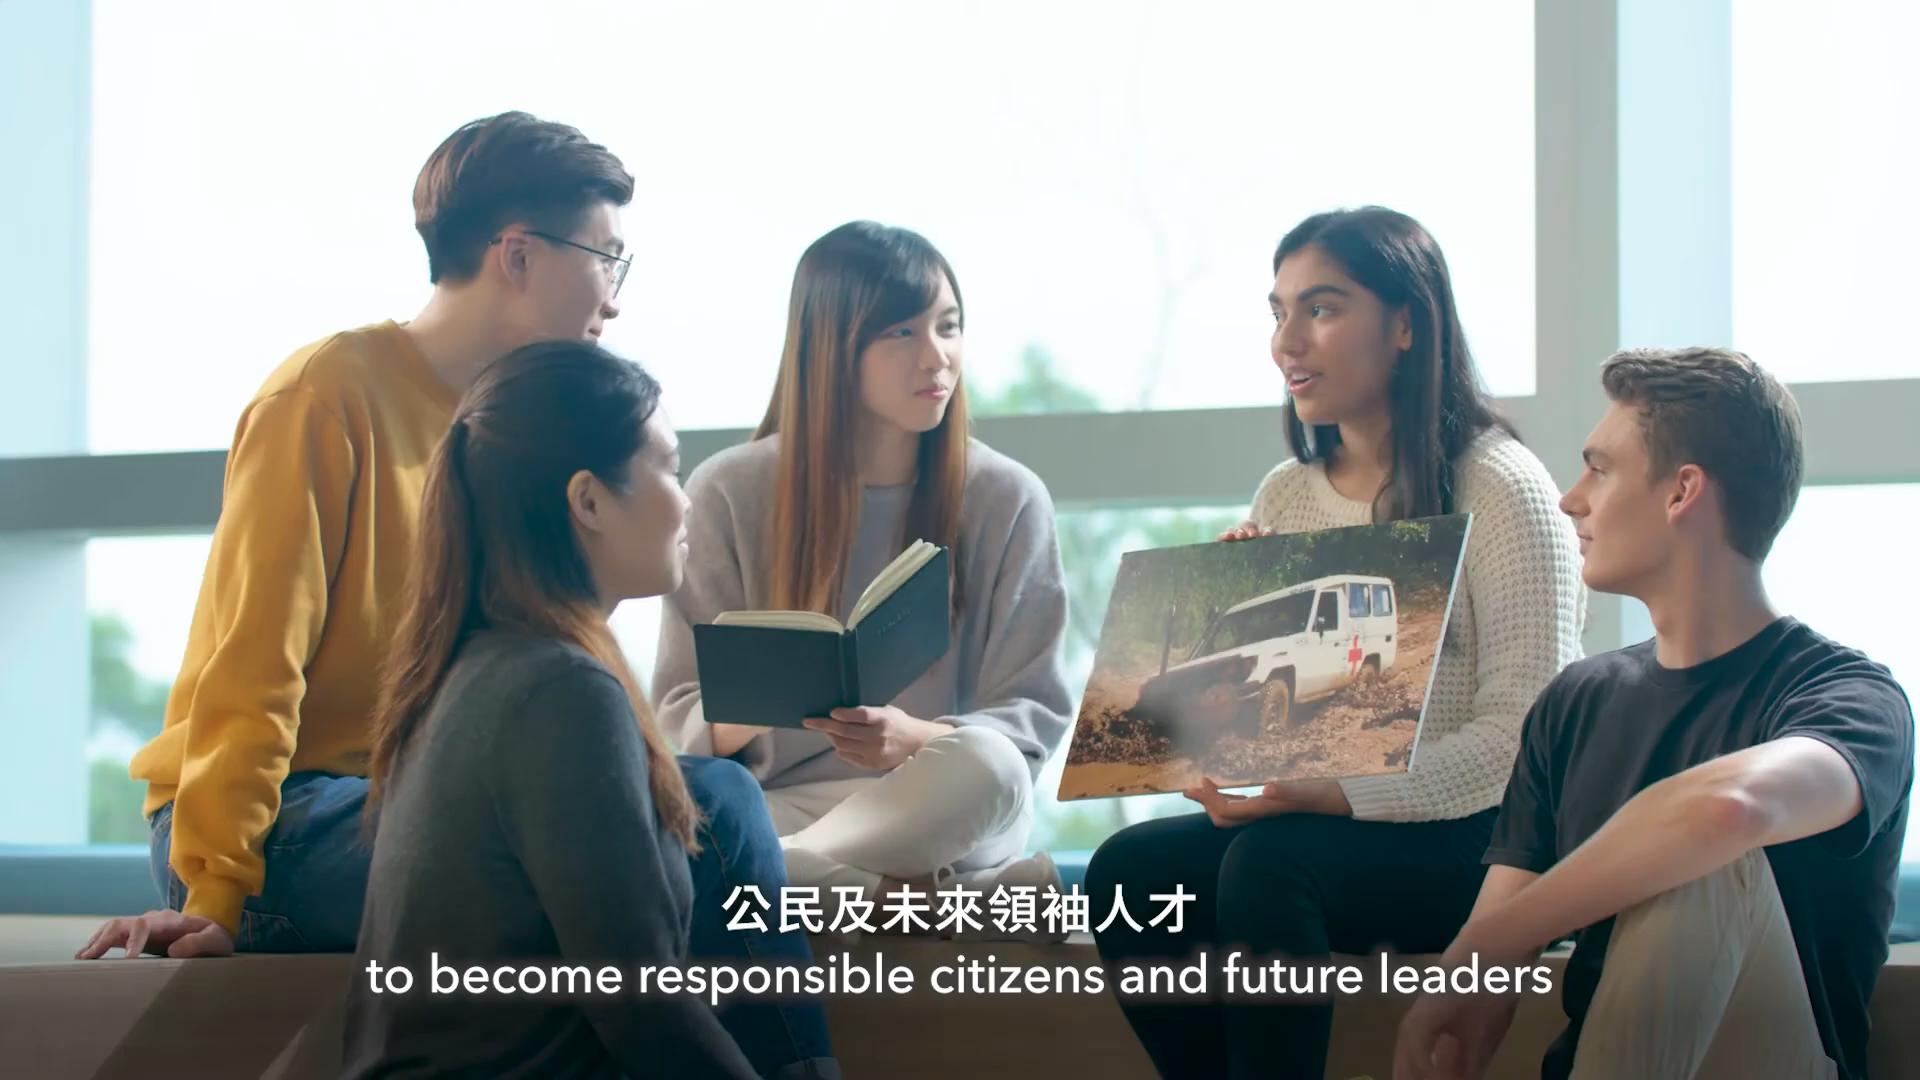 公民及未來領袖人才
to become responsible citizens and future leaders